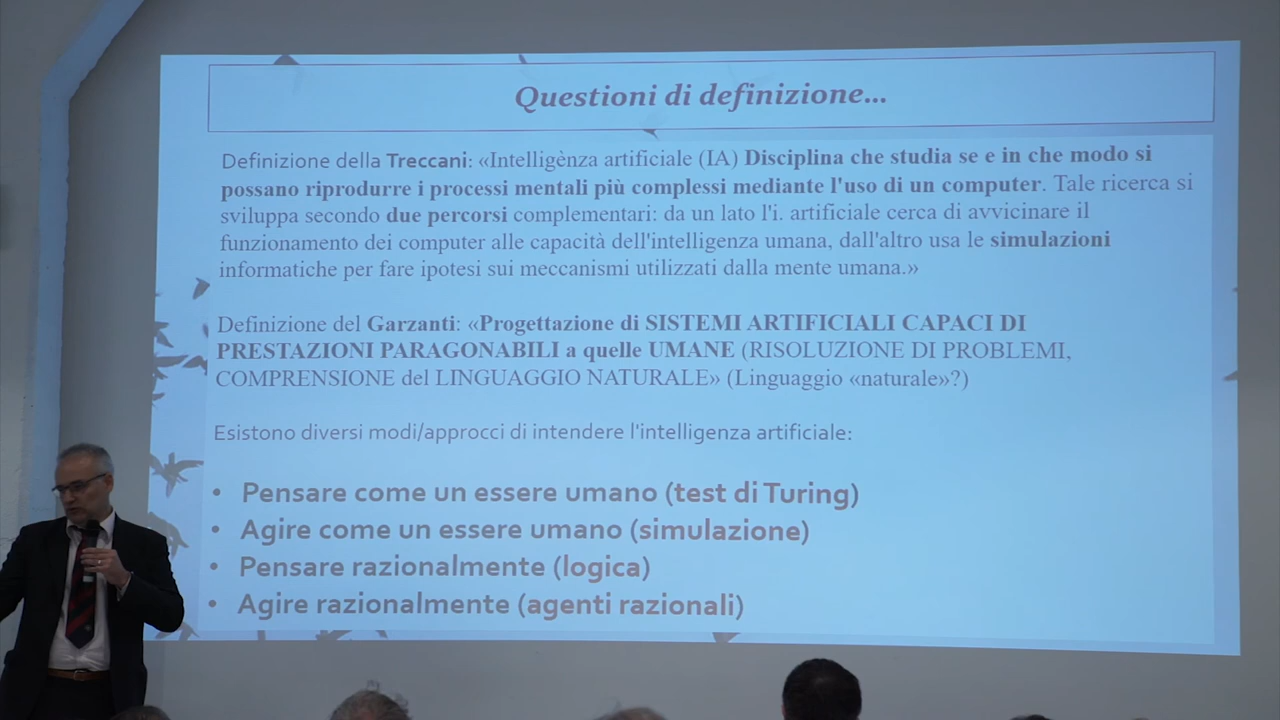 Questioni di definizione...
Definizione della Treccani: «Intelligènza artificiale (IA) Disciplina che studia se e in che modo si
possano riprodurre i processi mentali più complessi mediante l'uso di un computer. Tale ricerca si
sviluppa secondo due percorsi complementari: da un lato l'i. artificiale cerca di avvicinare il
funzionamento dei computer alle capacità dell'intelligenza umana, dall'altro usa le simulazioni
informatiche per fare ipotesi sui meccanismi utilizzati dalla mente umana.»
Definizione del Garzanti: «Progettazione di SISTEMI ARTIFICIALI CAPACI DI
PRESTAZIONI PARAGONABILI a quelle UMANE (RISOLUZIONE DI PROBLEMI,
COMPRENSIONE del LINGUAGGIO NATURALE» (Linguaggio «naturale»?)
Esistono diversi modi/approcci di intendere l'intelligenza artificiale:
• Pensare come un essere umano (test di Turing)
• Agire come un essere umano (simulazione)
• Pensare razionalmente (logica)
• Agire razionalmente (agenti razionali)